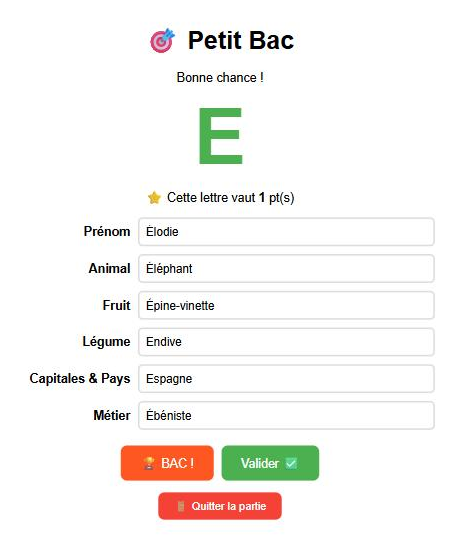 🎯 Petit Bac
Bonne chance !
E
⭐ Cette lettre vaut 1 pt(s)
Prénom Élodie
Animal Éléphant
Fruit Épine-vinette
Légume Endive
Capitales & Pays Espagne
Métier Ébéniste
🏆 BAC ! Valider ✅
🚪 Quitter la partie